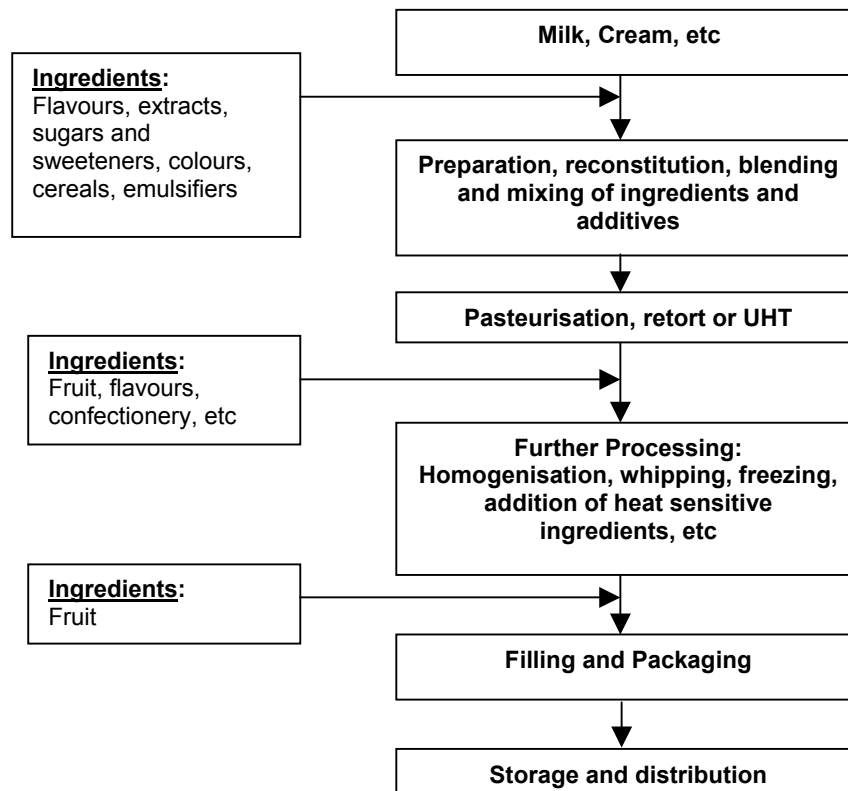 Milk, Cream, etc
Ingredients:
Flavours, extracts,
sugars and
sweeteners, colours,
cereals, emulsifiers
Preparation, reconstitution, blending
and mixing of ingredients and
additives
Pasteurisation, retort or UHT
Ingredients:
Fruit, flavours,
confectionery, etc
Further Processing:
Homogenisation, whipping, freezing,
addition of heat sensitive
ingredients, etc
Ingredients:
Fruit
Filling and Packaging
Storage and distribution